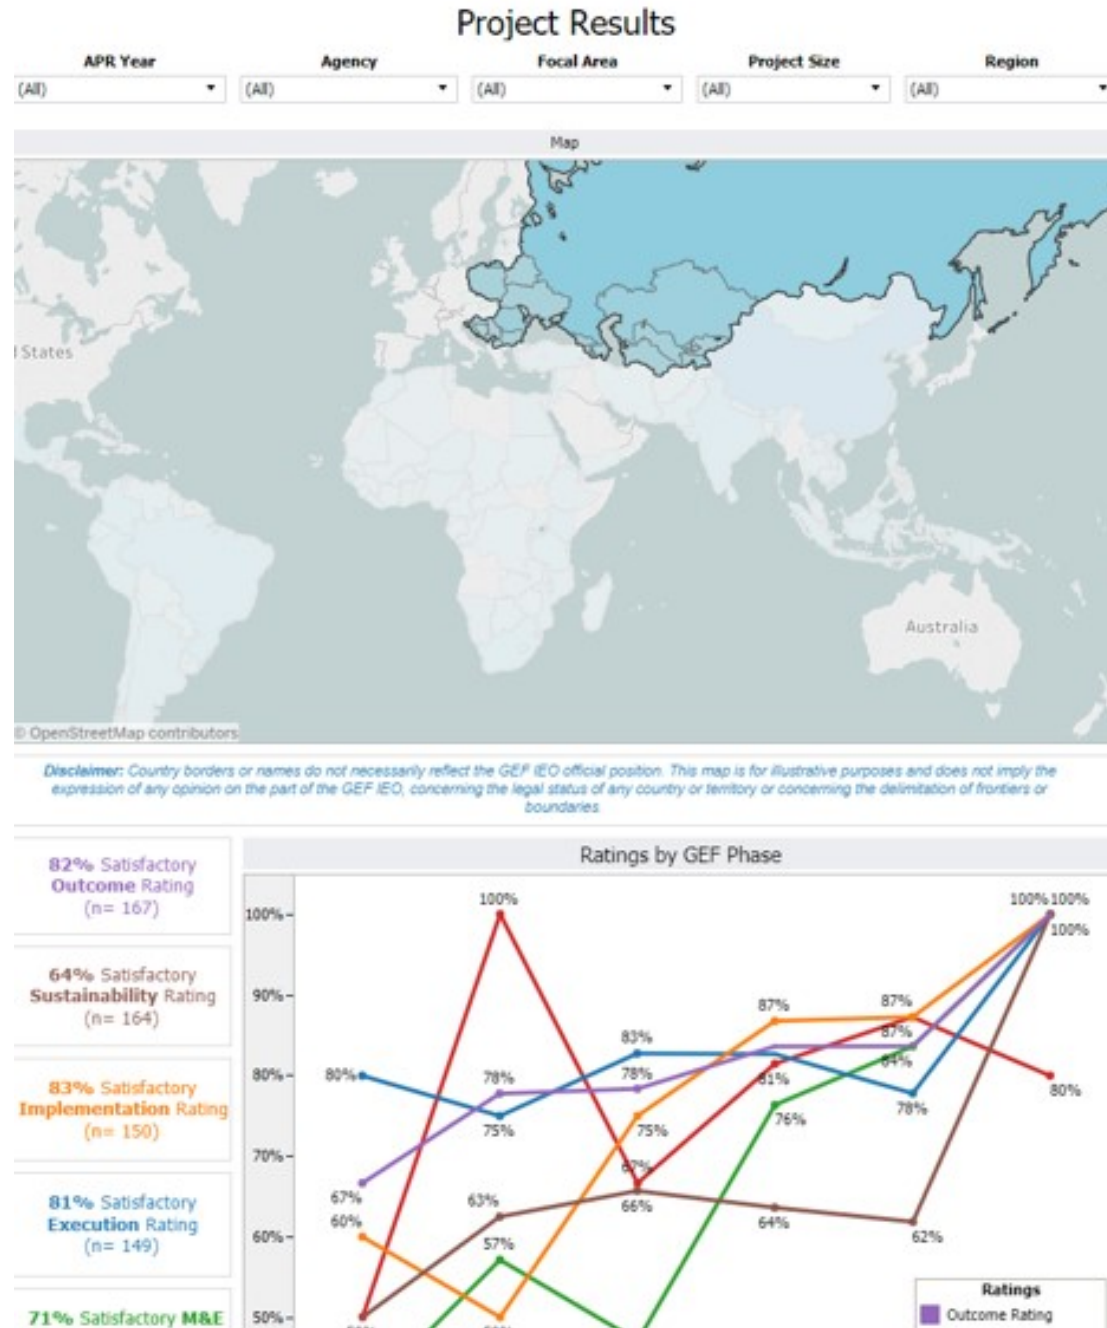 Project Results
APR Year Agency Focal Area Project Size Region
(All) (All) (All) (All) (All)
Map
States
Australia
© OpenStreetMap contributors
Disclaimer: Country borders or names do not necessarily reflect the GEF IEO official position. This map is for illustrative purposes and does not imply the
expression of any opinion on the part of the GEF IEO, concerning the legal status of any country or territory or concerning the delimitation of frontiers or
boundaries.
82% Satisfactory
Outcome Rating
(n= 167)
64% Satisfactory
Sustainability Rating
(n= 164)
83% Satisfactory
Implementation Rating
(n= 150)
81% Satisfactory
Execution Rating
(n= 149)
71% Satisfactory M&E
Ratings by GEF Phase
100%
90%
80%
70%
60%
50%
100%
100% 100%
100%
87%
87%
83%
87%
84%
80%
78%
78%
81%
80%
78%
75%
75%
76%
67%
67%
63%
66%
64%
62%
60%
57%
Ratings
Outcome Rating